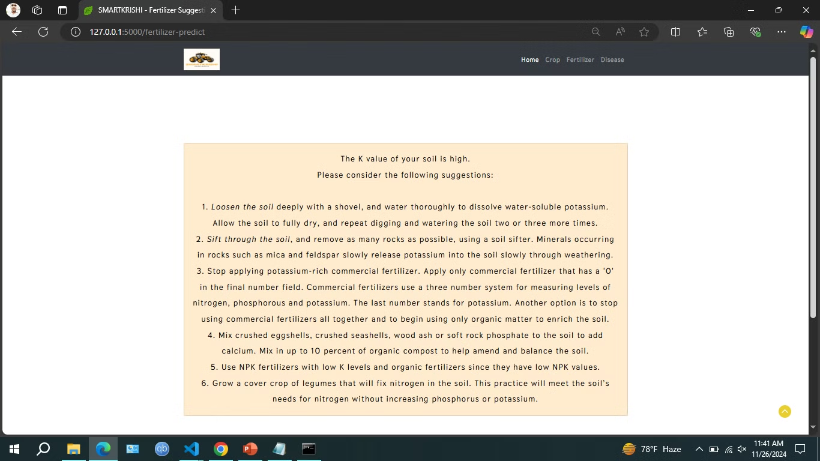 SMARTKRISHI - Fertilizer Suggest
127.0.0.1:5000/fertilizer-predict
Home Crop Fertilizer Disease
The K value of your soil is high.
Please consider the following suggestions:
1. Loosen the soil deeply with a shovel, and water thoroughly to dissolve water-soluble potassium.
Allow the soil to fully dry, and repeat digging and watering the soil two or three more times.
2. Sift through the soil, and remove as many rocks as possible, using a soil sifter. Minerals occurring
in rocks such as mica and feldspar slowly release potassium into the soil slowly through weathering.
3. Stop applying potassium-rich commercial fertilizer. Apply only commercial fertilizer that has a '0'
in the final number field. Commercial fertilizers use a three number system for measuring levels of
nitrogen, phosphorous and potassium. The last number stands for potassium. Another option is to stop
using commercial fertilizers all together and to begin using only organic matter to enrich the soil.
4. Mix crushed eggshells, crushed seashells, wood ash or soft rock phosphate to the soil to add
calcium. Mix in up to 10 percent of organic compost to help amend and balance the soil.
5. Use NPK fertilizers with low K levels and organic fertilizers since they have low NPK values.
6. Grow a cover crop of legumes that will fix nitrogen in the soil. This practice will meet the soil's
needs for nitrogen without increasing phosphorus or potassium.
78°F Haze
11:41 AM
11/26/2024